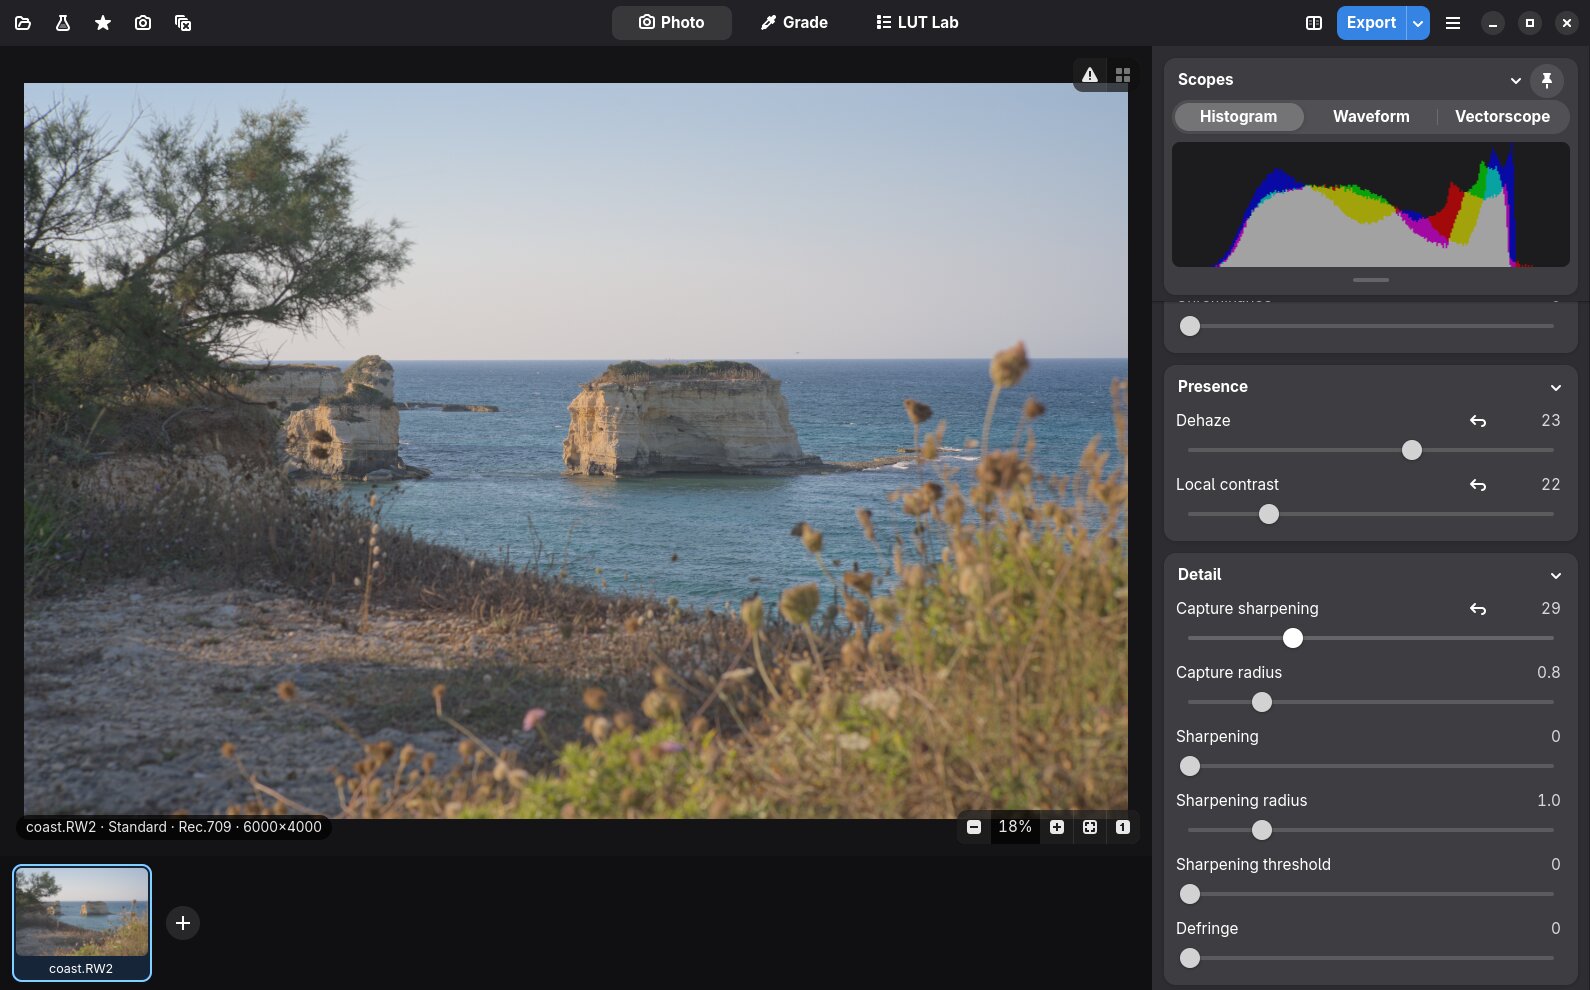 Photo
Grade
LUT Lab
Export
Scopes
Histogram
Waveform
Vectorscope
Presence
Dehaze 23
Local contrast 22
Detail
Capture sharpening 29
Capture radius 0.8
Sharpening 0
Sharpening radius 1.0
Sharpening threshold 0
Defringe 0
coast.RW2 · Standard · Rec.709 · 6000×4000
18%
1
coast.RW2